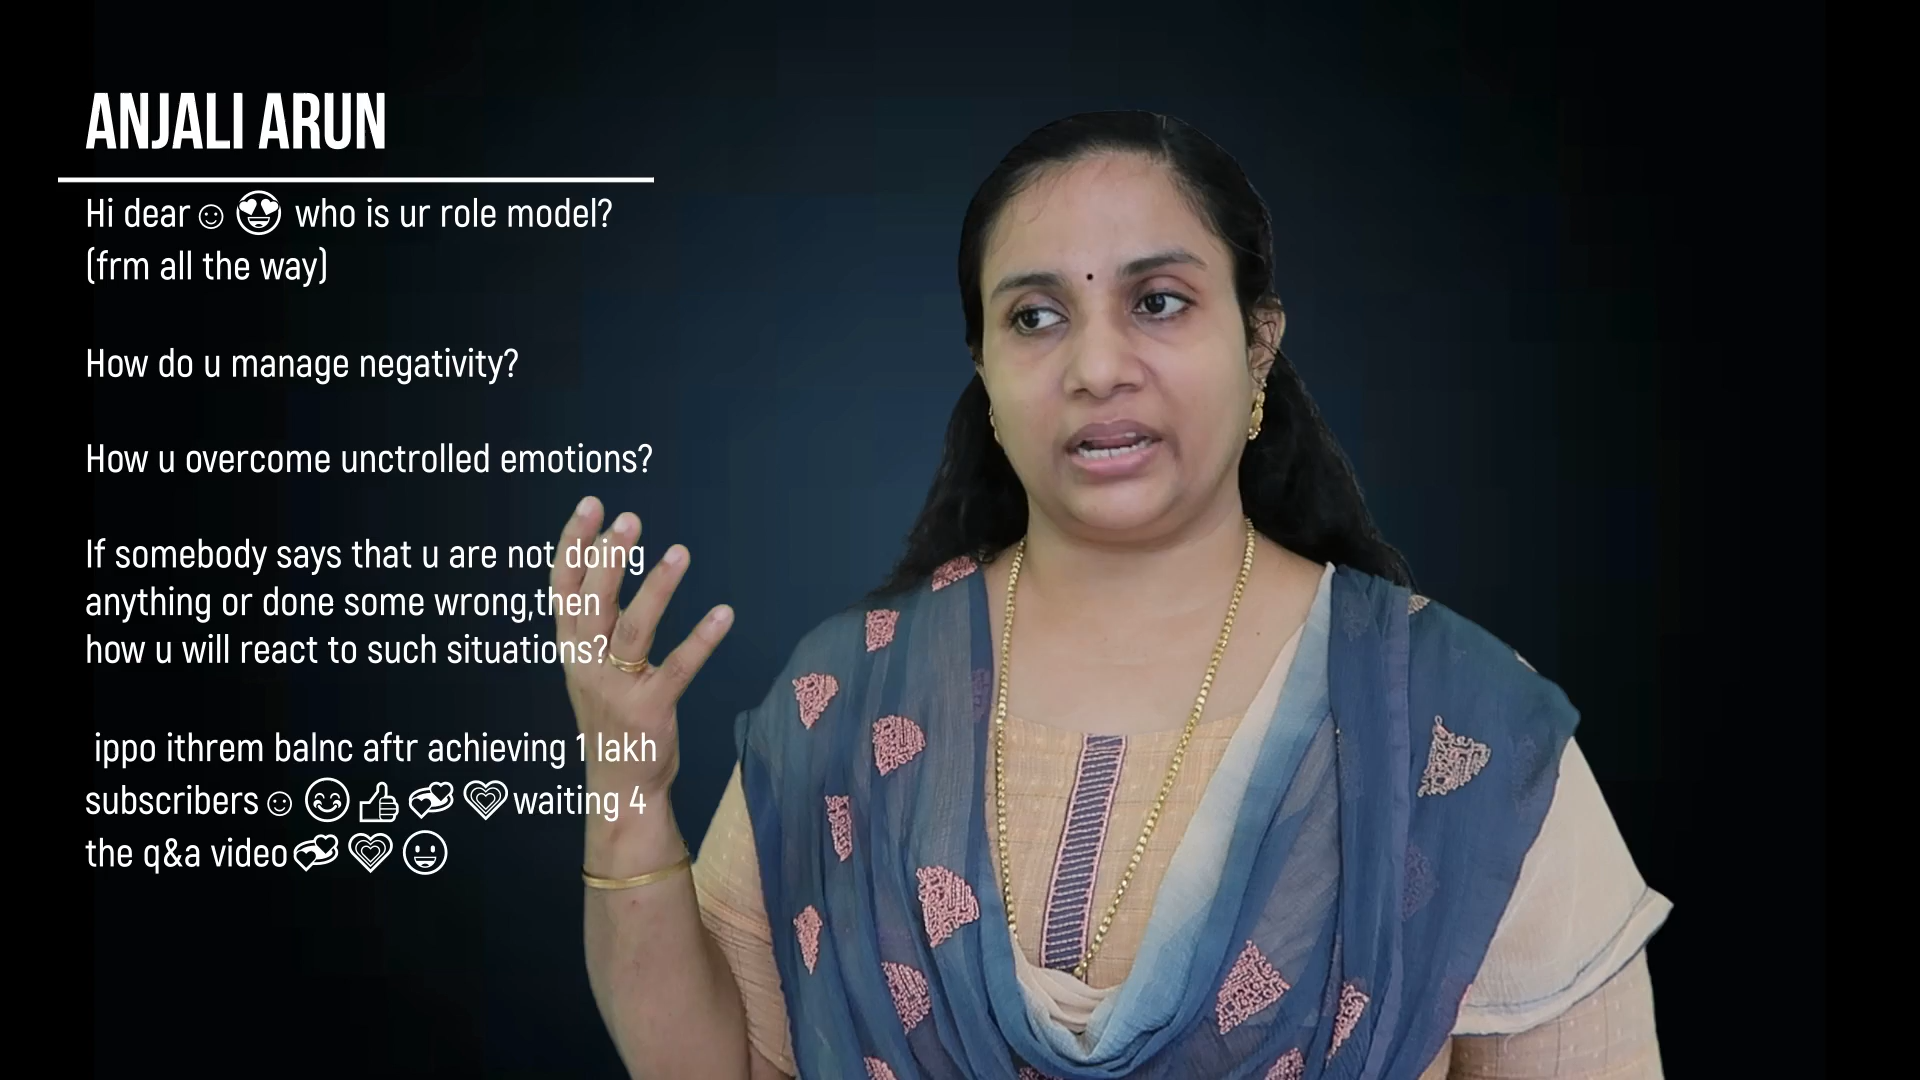 ANJALI ARUN
Hi dear☺😍 who is ur role model?
(frm all the way)
How do u manage negativity?
How u overcome unctrolled emotions?
If somebody says that u are not doing
anything or done some wrong,then
how u will react to such situations?
ippo ithrem balnc aftr achieving 1 lakh
subscribers☺😊👍💞💗waiting 4
the q&a video💞💗😃